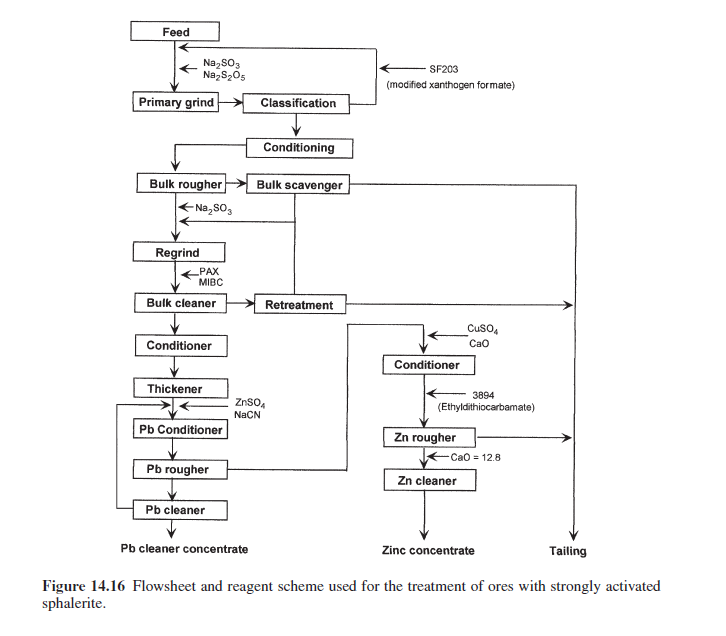 Feed
Na₂SO₃
Na₂S₂O₅
SF203
(modified xanthogen formate)
Primary grind
Classification
Conditioning
Bulk rougher
Bulk scavenger
Na₂SO₃
Regrind
PAX
MIBC
Bulk cleaner
Retreatment
Conditioner
Thickener
ZnSO₄
NaCN
Pb Conditioner
Pb rougher
Pb cleaner
Pb cleaner concentrate
CuSO₄
CaO
Conditioner
3894
(Ethyldithiocarbamate)
Zn rougher
CaO = 12.8
Zn cleaner
Zinc concentrate
Tailing
Figure 14.16 Flowsheet and reagent scheme used for the treatment of ores with strongly activated
sphalerite.